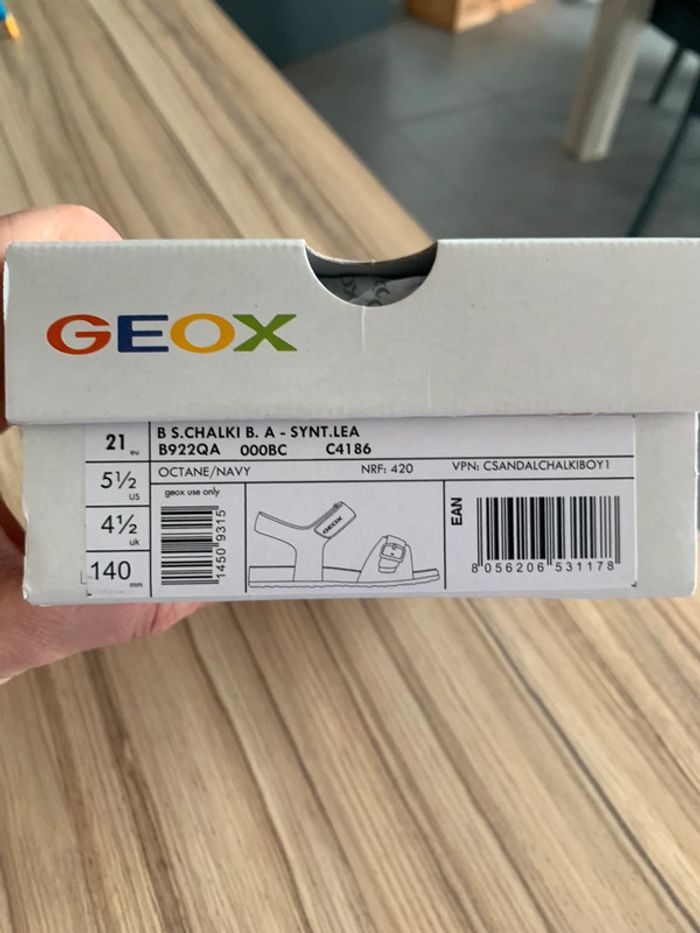 GEOX
21 eu
B S.CHALKI B. A - SYNT.LEA
B922QA 000BC C4186
5½ US
OCTANE/NAVY NRF: 420 VPN: CSANDALCHALKIBOY1
geox use only
4½ uk
140 mm
1450 9315
GEOX
EAN
8 056206 531178